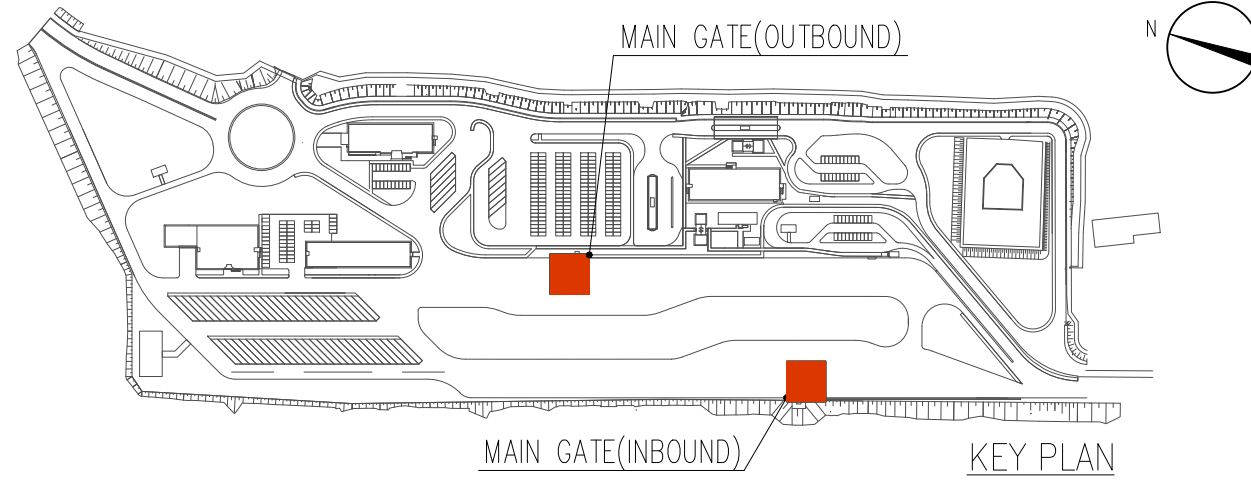 MAIN GATE(OUTBOUND)
N
MAIN GATE(INBOUND)
KEY PLAN